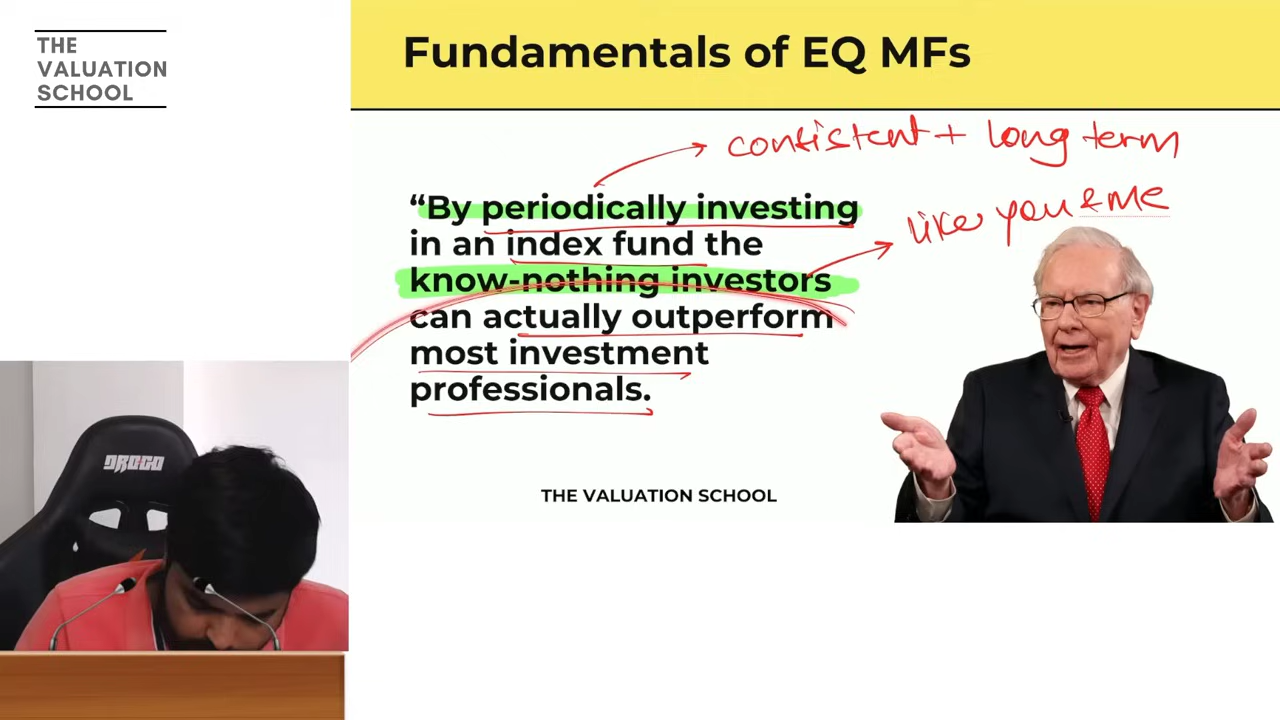 THE
VALUATION
SCHOOL
Fundamentals of EQ MFs
consistent + long term
“By periodically investing
like you & me
in an index fund the
know-nothing investors
can actually outperform
most investment
professionals.
THE VALUATION SCHOOL
DROGO